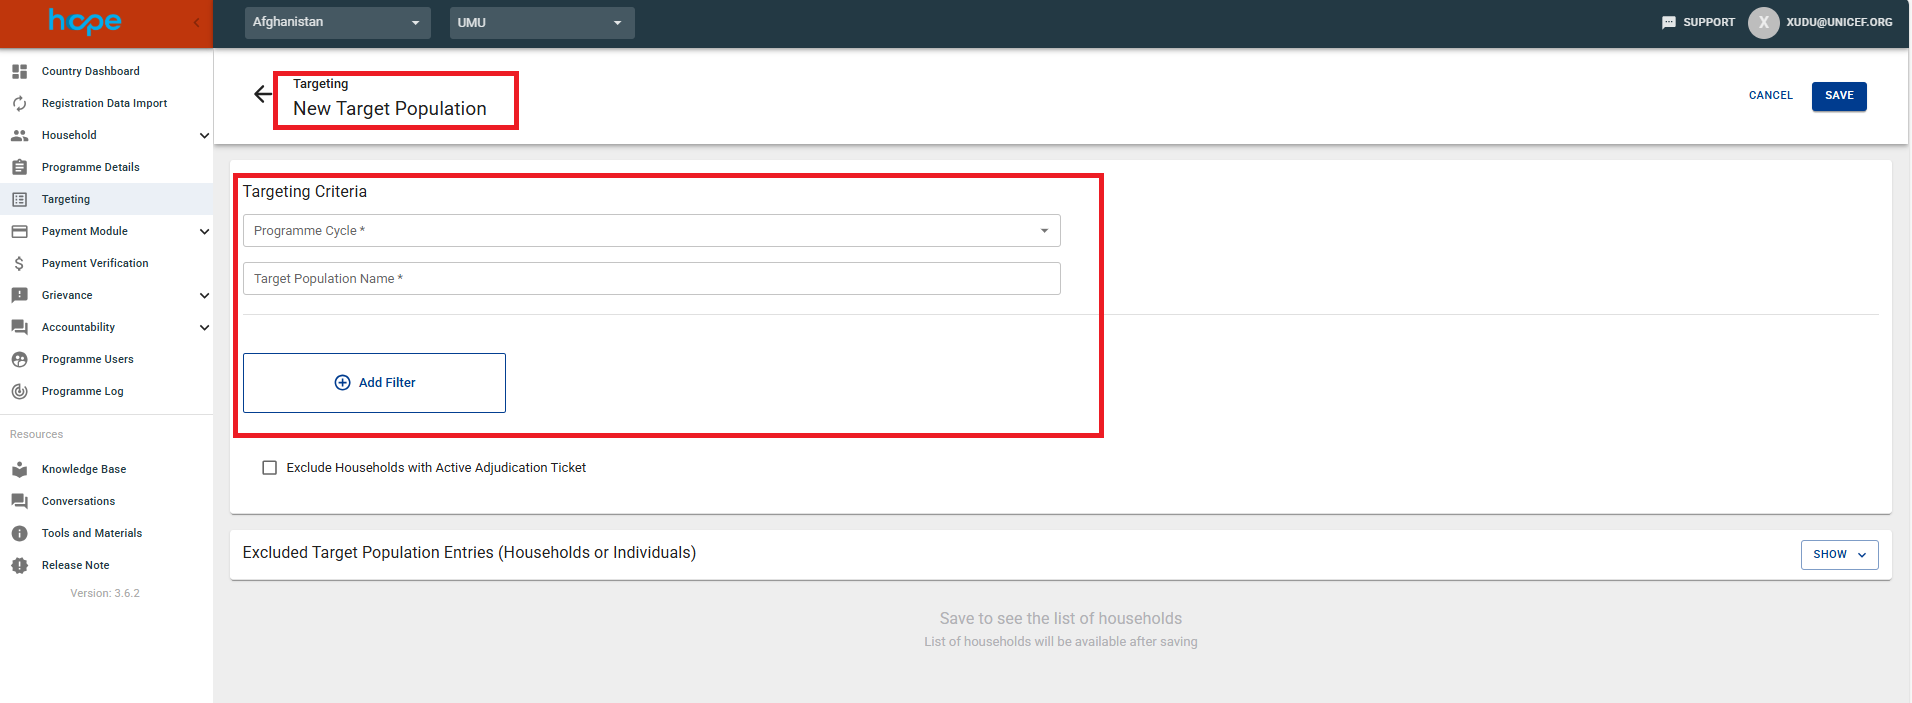 hope
Afghanistan
UMU
SUPPORT
X
XUDU@UNICEF.ORG
Country Dashboard
Registration Data Import
Household
Programme Details
Targeting
Payment Module
Payment Verification
Grievance
Accountability
Programme Users
Programme Log
Resources
Knowledge Base
Conversations
Tools and Materials
Release Note
Version: 3.6.2
Targeting
New Target Population
CANCEL
SAVE
Targeting Criteria
Programme Cycle *
Target Population Name *
Add Filter
Exclude Households with Active Adjudication Ticket
Excluded Target Population Entries (Households or Individuals)
SHOW
Save to see the list of households
List of households will be available after saving